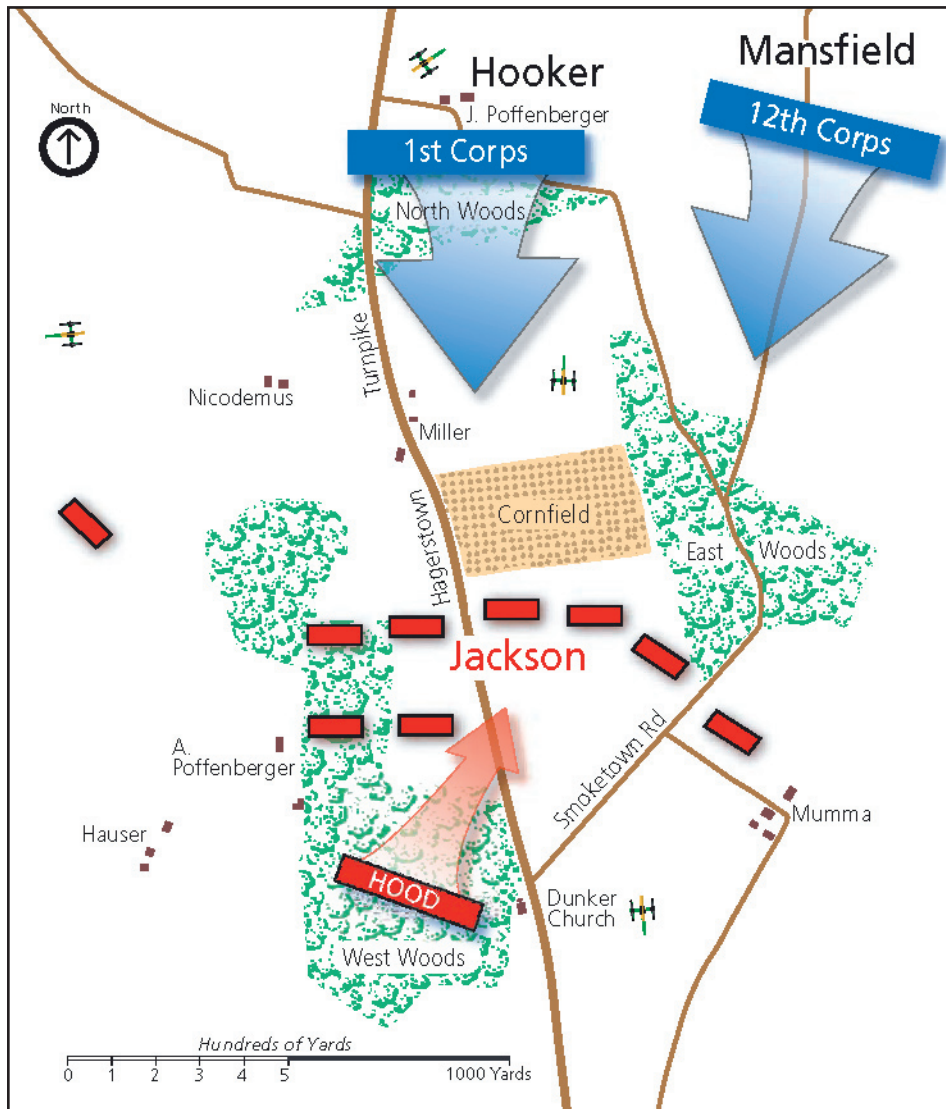 North
Hooker
Mansfield
J. Poffenberger
1st Corps
12th Corps
North Woods
Turnpike
Nicodemus
Miller
Hagerstown
Cornfield
East Woods
Jackson
A.
Poffenberger
Smoketown Rd
Hauser
Mumma
HOOD
Dunker
Church
West Woods
Hundreds of Yards
0 1 2 3 4 5 1000 Yards